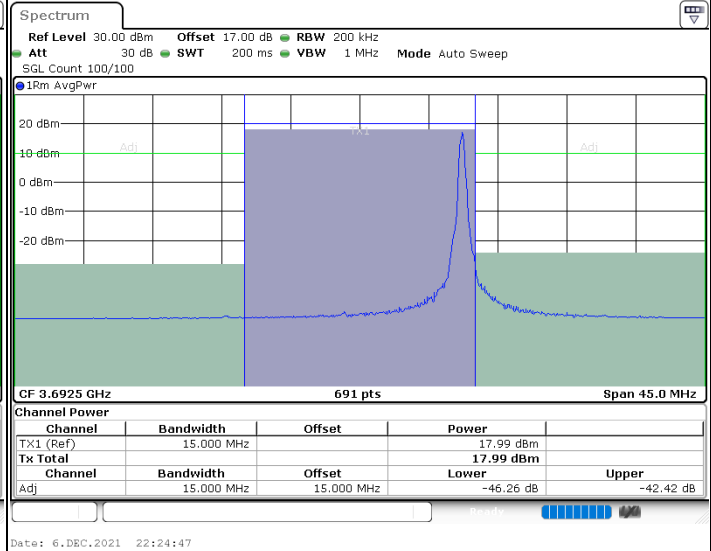 Spectrum
Ref Level 30.00 dBm Offset 17.00 dB RBW 200 kHz
Att 30 dB SWT 200 ms VBW 1 MHz Mode Auto Sweep
SGL Count 100/100
1Rm AvgPwr
20 dBm
TX1
Adj Adj
10 dBm
0 dBm
-10 dBm
-20 dBm
CF 3.6925 GHz 691 pts Span 45.0 MHz
Channel Power
Channel Bandwidth Offset Power
TX1 (Ref) 15.000 MHz 17.99 dBm
Tx Total 17.99 dBm
Channel Bandwidth Offset Lower Upper
Adj 15.000 MHz 15.000 MHz -46.26 dB -42.42 dB
Ready
Date: 6.DEC.2021 22:24:47